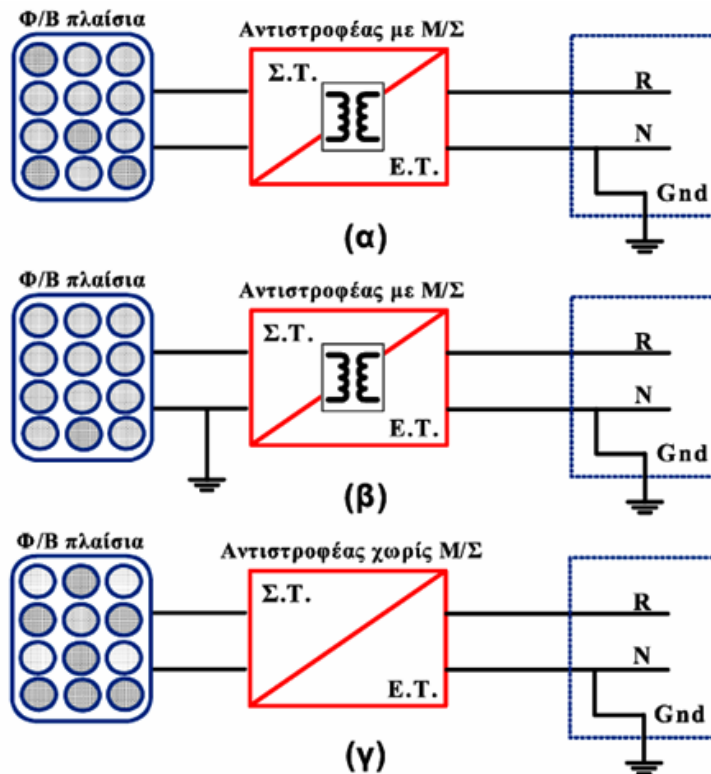 Φ/Β πλαίσια
Αντιστροφέας με Μ/Σ
Σ.Τ.
Ε.Τ.
R
N
Gnd
(α)
Φ/Β πλαίσια
Αντιστροφέας με Μ/Σ
Σ.Τ.
Ε.Τ.
R
N
Gnd
(β)
Φ/Β πλαίσια
Αντιστροφέας χωρίς Μ/Σ
Σ.Τ.
Ε.Τ.
R
N
Gnd
(γ)